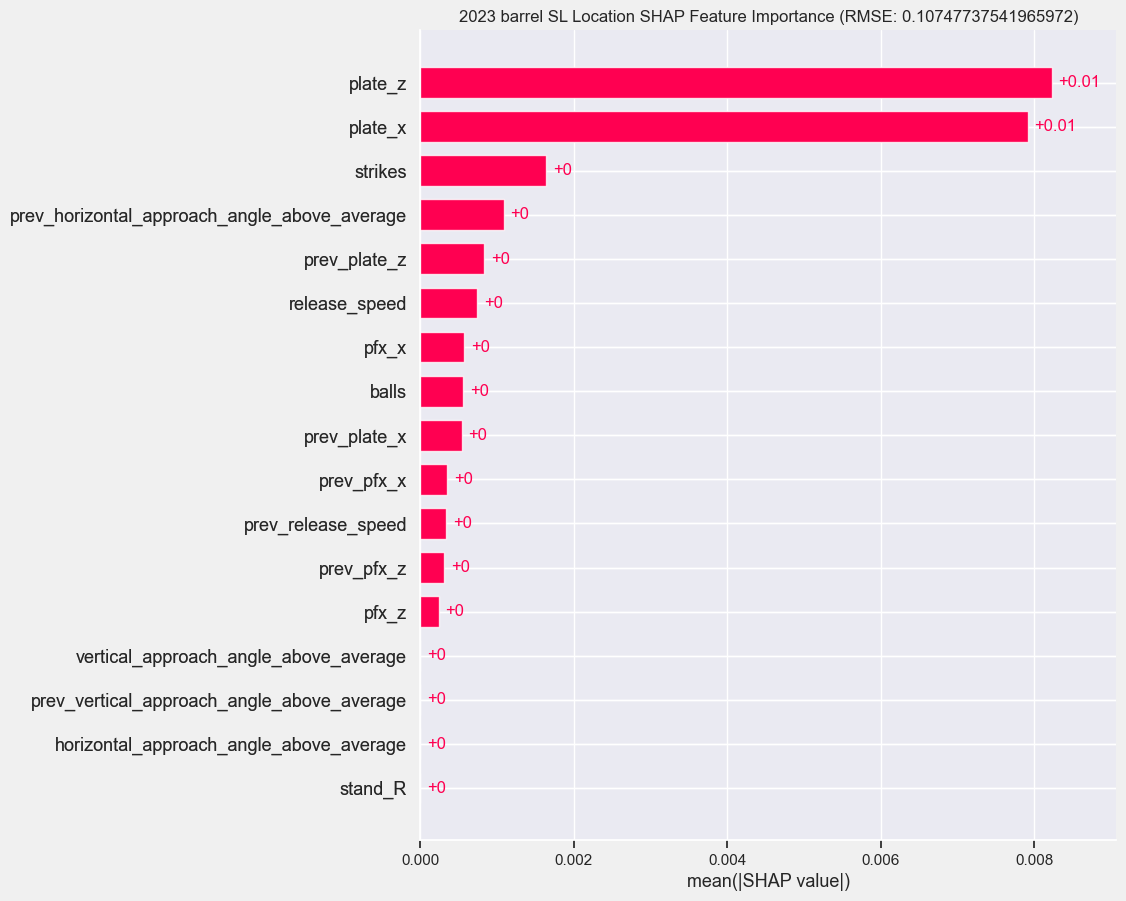 2023 barrel SL Location SHAP Feature Importance (RMSE: 0.10747737541965972)
plate_z +0.01
plate_x +0.01
strikes +0
prev_horizontal_approach_angle_above_average +0
prev_plate_z +0
release_speed +0
pfx_x +0
balls +0
prev_plate_x +0
prev_pfx_x +0
prev_release_speed +0
prev_pfx_z +0
pfx_z +0
vertical_approach_angle_above_average +0
prev_vertical_approach_angle_above_average +0
horizontal_approach_angle_above_average +0
stand_R +0
0.000 0.002 0.004 0.006 0.008
mean(|SHAP value|)